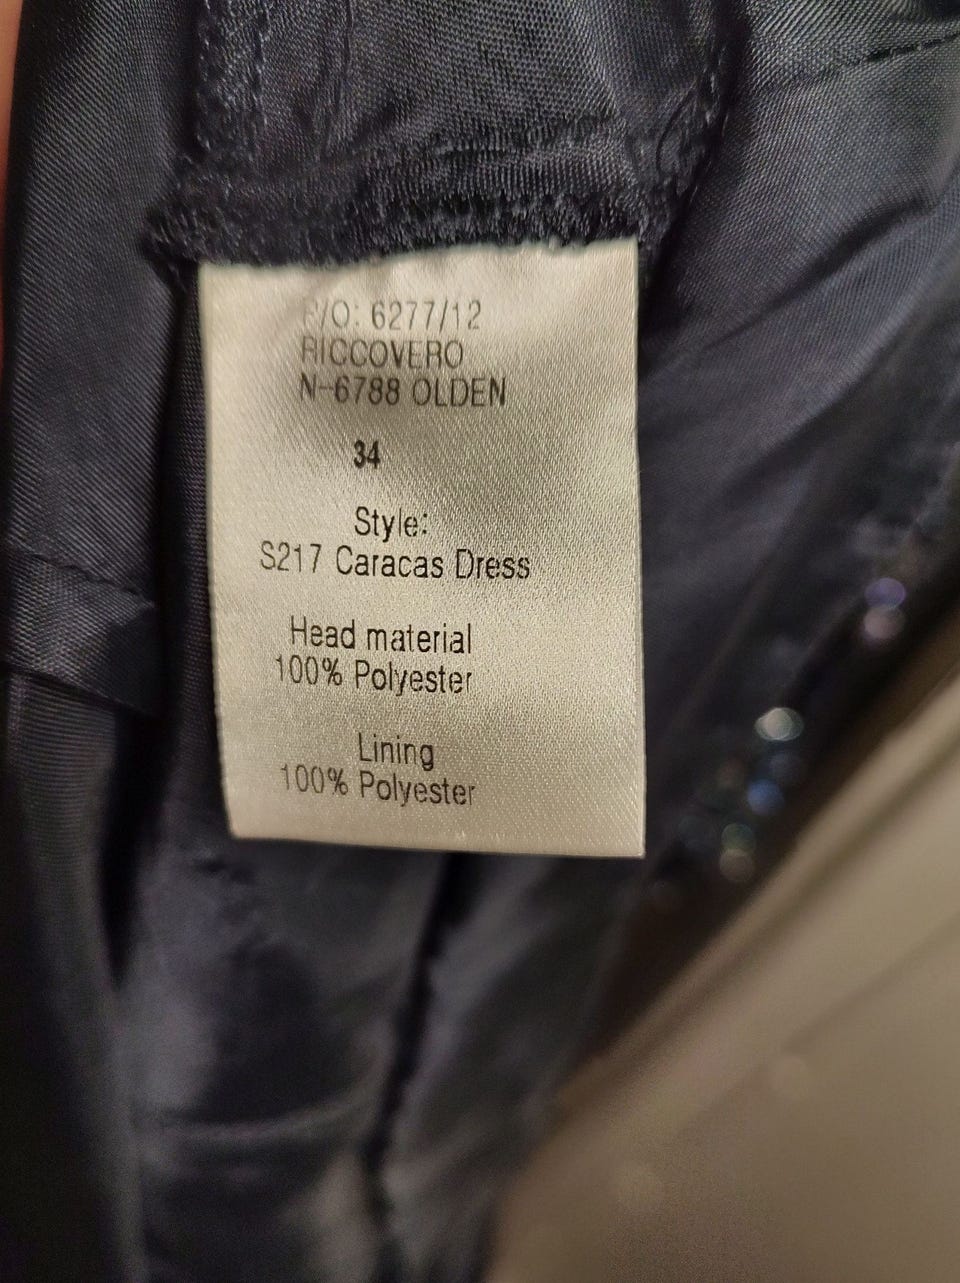 P/O: 6277/12
RICCOVERO
N-6788 OLDEN
34
Style:
S217 Caracas Dress
Head material
100% Polyester
Lining
100% Polyester